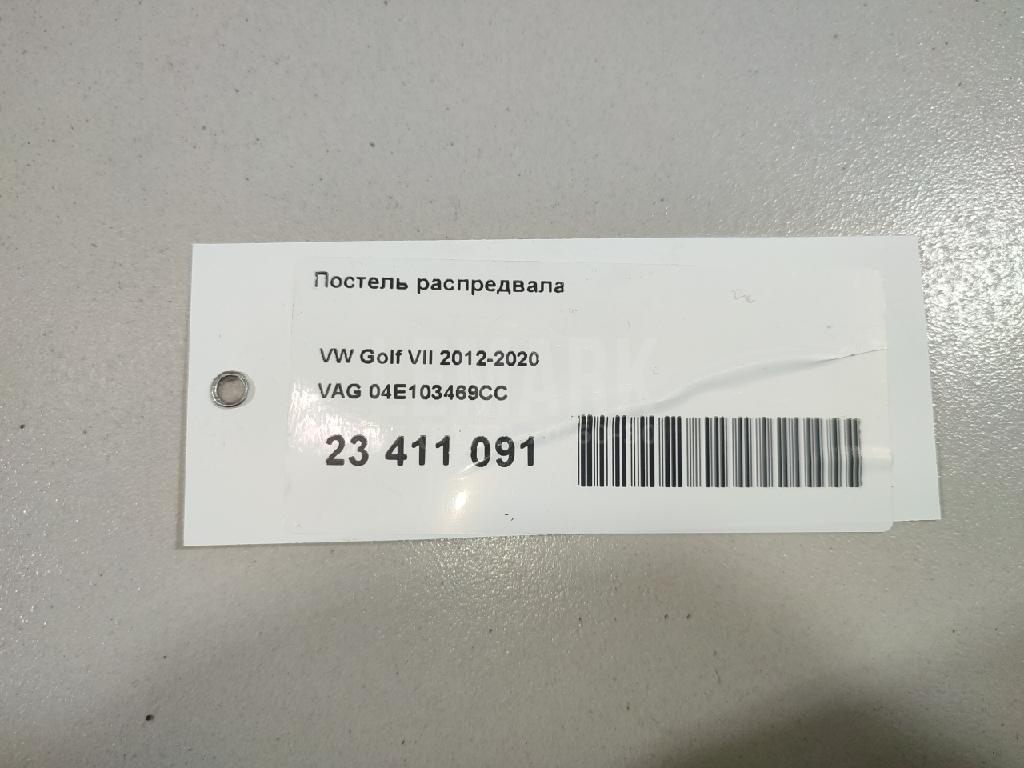 Постель распредвала
VW Golf VII 2012-2020
VAG 04E103469CC
23 411 091